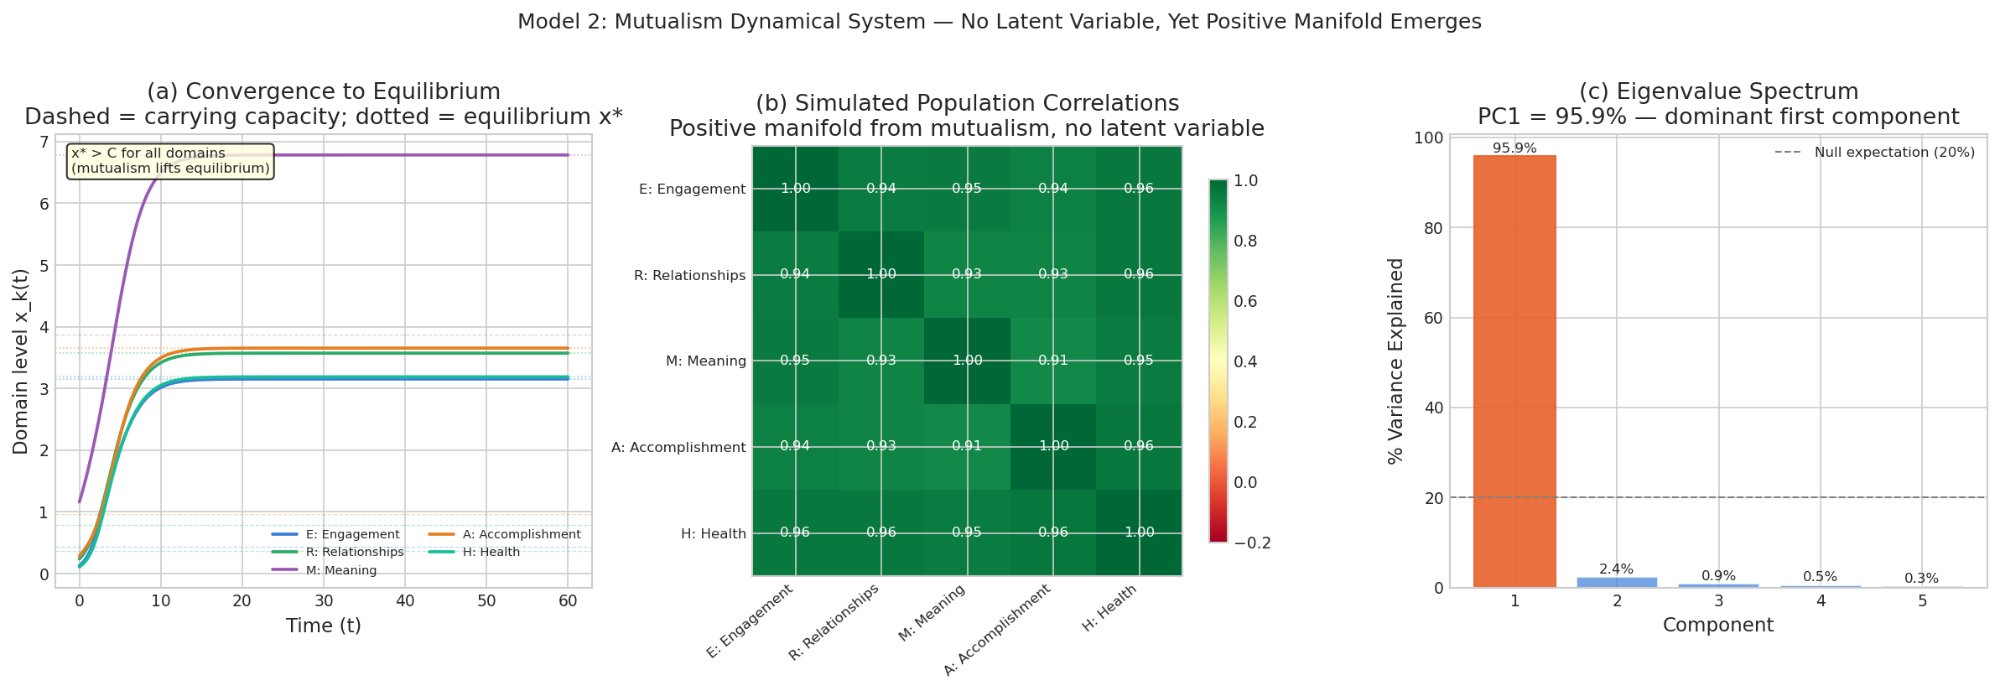 Model 2: Mutualism Dynamical System — No Latent Variable, Yet Positive Manifold Emerges
(a) Convergence to Equilibrium
Dashed = carrying capacity; dotted = equilibrium x*
x* > C for all domains
(mutualism lifts equilibrium)
Domain level x_k(t)
7
6
5
4
3
2
1
0
E: Engagement
R: Relationships
M: Meaning
A: Accomplishment
H: Health
0 10 20 30 40 50 60
Time (t)
(b) Simulated Population Correlations
Positive manifold from mutualism, no latent variable
E: Engagement 1.00 0.94 0.95 0.94 0.96
R: Relationships 0.94 1.00 0.93 0.93 0.96
M: Meaning 0.95 0.93 1.00 0.91 0.95
A: Accomplishment 0.94 0.93 0.91 1.00 0.96
H: Health 0.96 0.96 0.95 0.96 1.00
E: Engagement
R: Relationships
M: Meaning
A: Accomplishment
H: Health
1.0
0.8
0.6
0.4
0.2
0.0
−0.2
(c) Eigenvalue Spectrum
PC1 = 95.9% — dominant first component
% Variance Explained
100
80
60
40
20
0
Null expectation (20%)
95.9%
2.4%
0.9%
0.5%
0.3%
1 2 3 4 5
Component